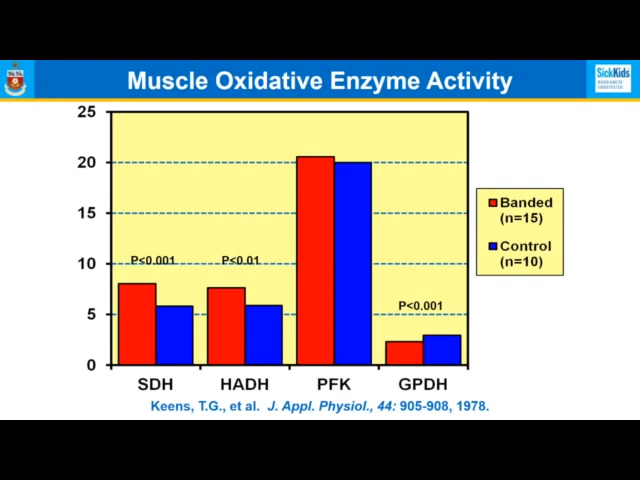 Muscle Oxidative Enzyme Activity
SickKids
RESEARCH
INSTITUTE
25
20
15
10
5
0
P<0.001
P<0.01
P<0.001
SDH
HADH
PFK
GPDH
Banded
(n=15)
Control
(n=10)
Keens, T.G., et al. J. Appl. Physiol., 44: 905-908, 1978.